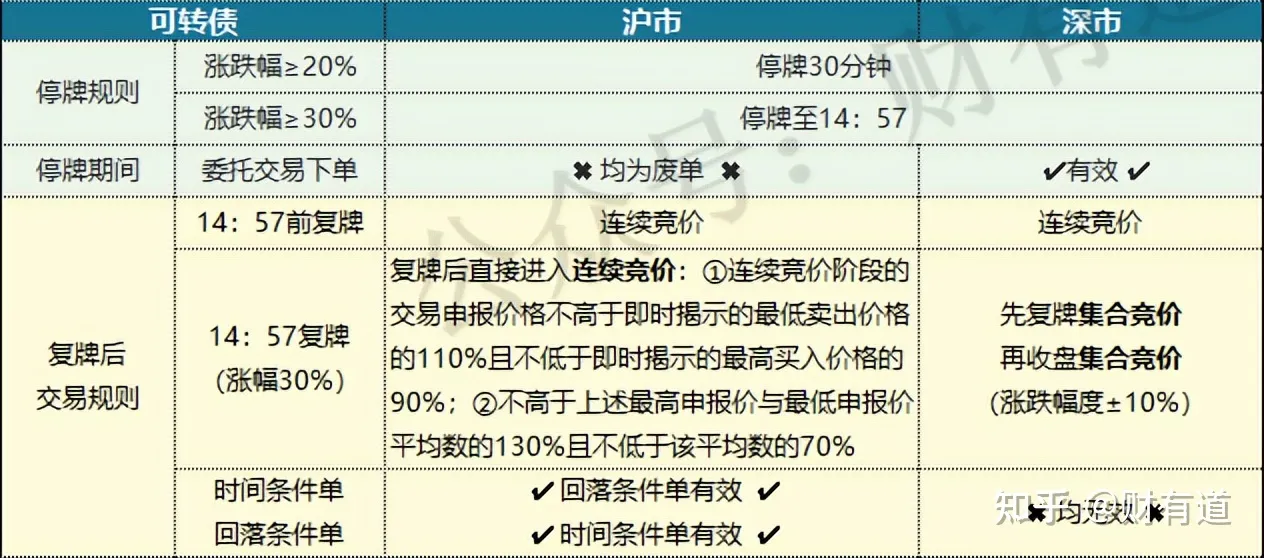 可转债 沪市 深市
停牌规则 涨跌幅≥20% 停牌30分钟
涨跌幅≥30% 停牌至14：57
停牌期间 委托交易下单 ✖ 均为废单 ✖ ✔有效 ✔
14：57前复牌 连续竞价 连续竞价
复牌后
交易规则
14：57复牌
（涨幅30%）
复牌后直接进入连续竞价：①连续竞价阶段的
交易申报价格不高于即时揭示的最低卖出价格
的110%且不低于即时揭示的最高买入价格的
90%；②不高于上述最高申报价与最低申报价
平均数的130%且不低于该平均数的70%
先复牌集合竞价
再收盘集合竞价
（涨跌幅度±10%）
时间条件单 ✔ 回落条件单有效 ✔
回落条件单 ✔ 时间条件单有效 ✔
✖ 均无效 ✖
公众号：财有道
知乎 @财有道